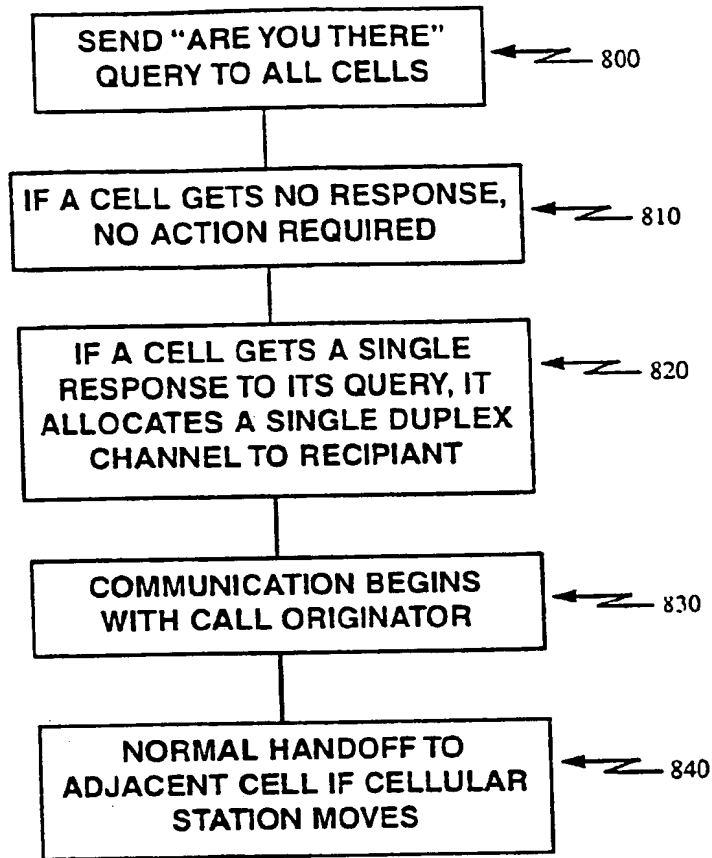 SEND "ARE YOU THERE"
QUERY TO ALL CELLS
800
IF A CELL GETS NO RESPONSE,
NO ACTION REQUIRED
810
IF A CELL GETS A SINGLE
RESPONSE TO ITS QUERY, IT
ALLOCATES A SINGLE DUPLEX
CHANNEL TO RECIPIANT
820
COMMUNICATION BEGINS
WITH CALL ORIGINATOR
830
NORMAL HANDOFF TO
ADJACENT CELL IF CELLULAR
STATION MOVES
840